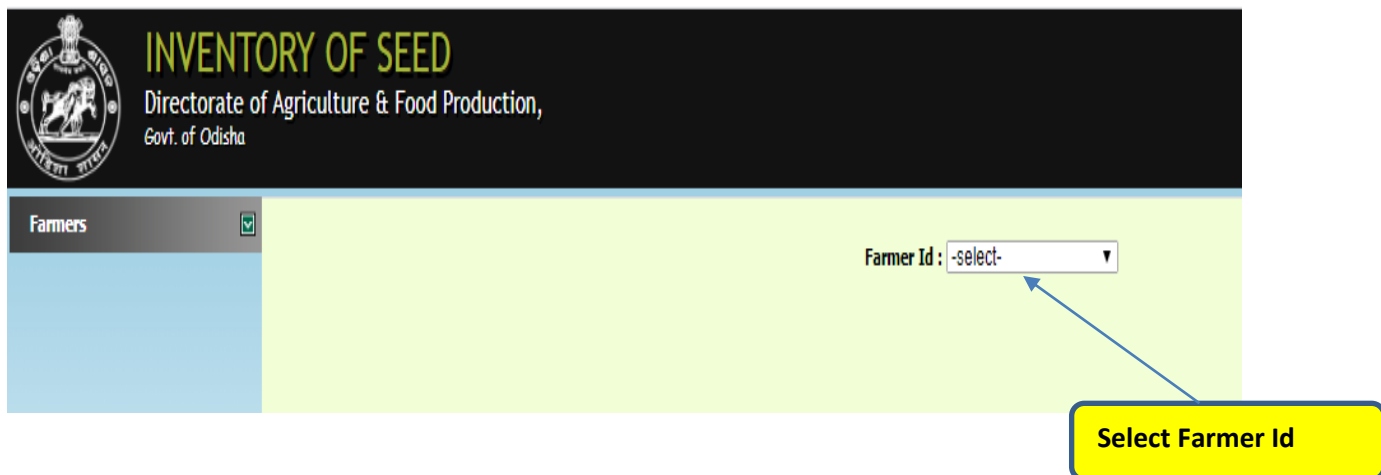 INVENTORY OF SEED
Directorate of Agriculture & Food Production,
Govt. of Odisha
Farmers
Farmer Id : -select-
Select Farmer Id